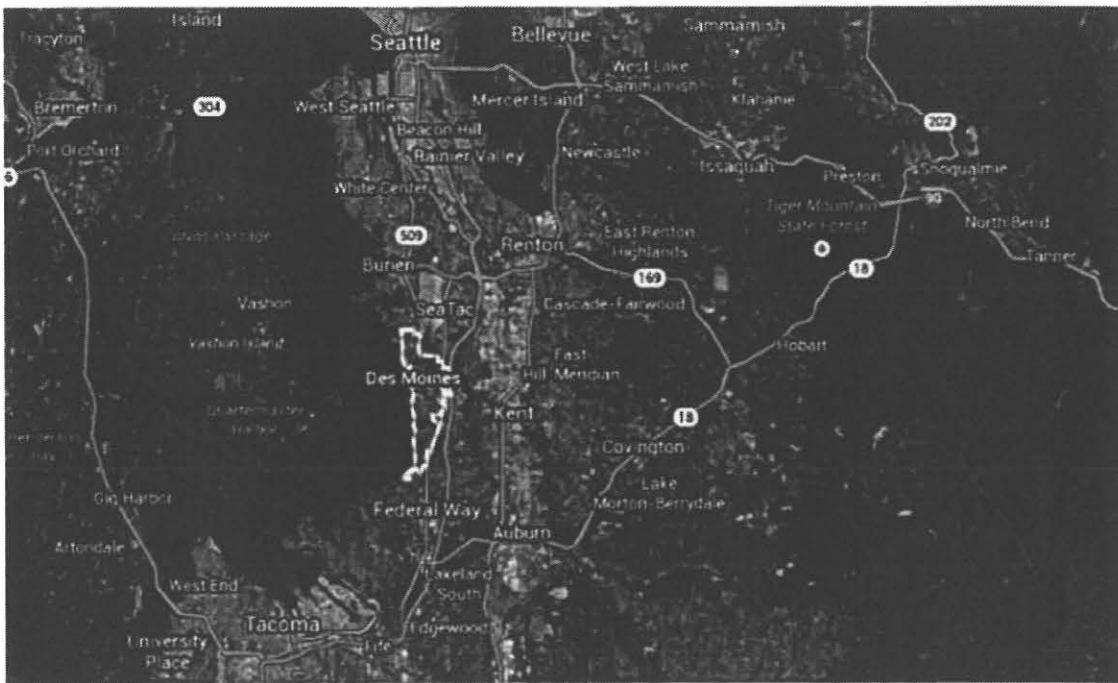 Island
Tracyton
Seattle
Bellevue
Sammamish
West Lake
Sammamish
Klahanie
Bremerton
304
West Seattle
Mercer Island
202
Beacon Hill
Port Orchard
Rainier Valley
Newcastle
Issaquah
Preston
Snoqualmie
6
White Center
90
Tiger Mountain
State Forest
North Bend
509
Renton
East Renton
Highlands
Tanner
Burien
169
18
Vashon
SeaTac
Cascade-Fairwood
Vashon Island
Hobart
Des Moines
East
Hill-Meridian
Quartermaster
Harbor
Kent
18
Covington
Lake
Morton-Berrydale
Gig Harbor
Federal Way
Auburn
Artondale
West End
Lakeland
South
Tacoma
Edgewood
Fife
University
Place